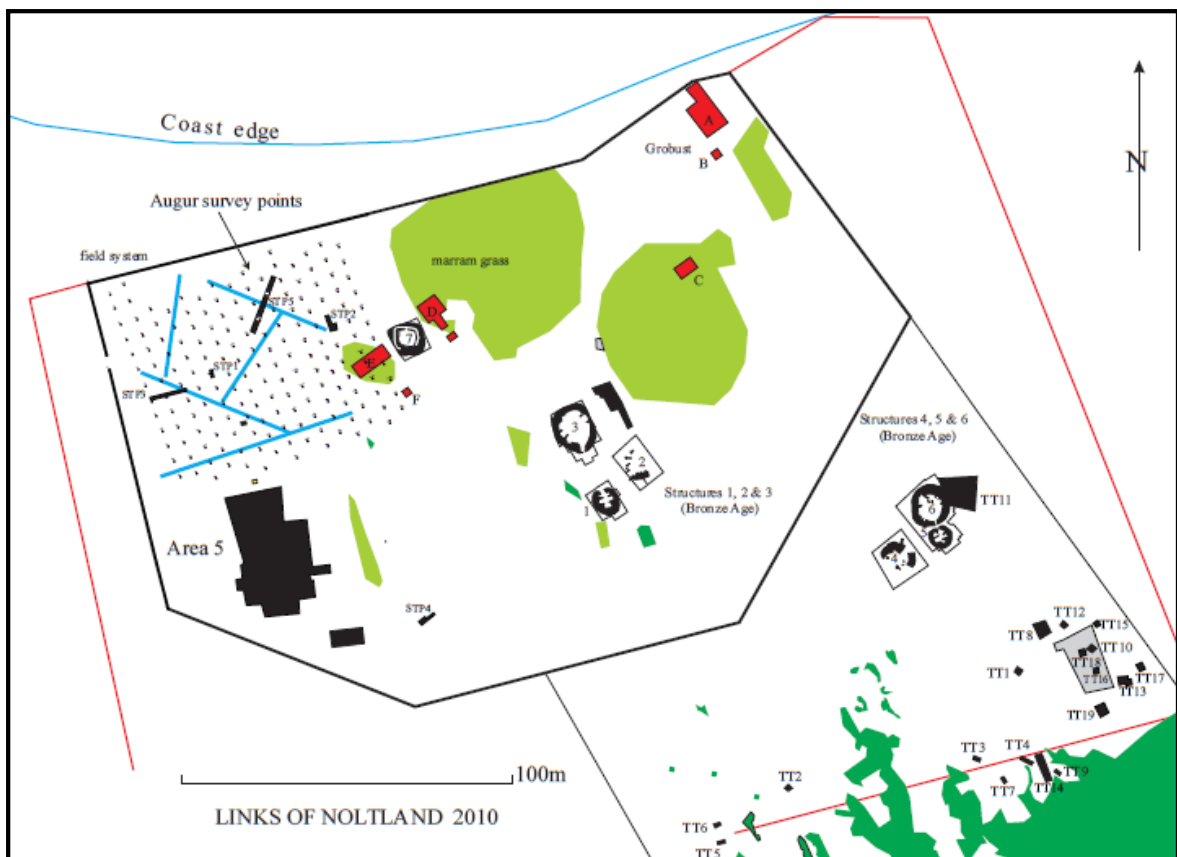 Coast edge
A
Grobust
B
N
Augur survey points
field system
marram grass
C
STP5
D
STP2
7
STP1
E
STP3
F
Structures 4, 5 & 6
(Bronze Age)
3
2
Structures 1, 2 & 3
(Bronze Age)
1
6
TT11
5
4
Area 5
STP4
TT12
TT15
TT8
TT10
TT18
TT1
TT16
TT17
TT13
TT19
TT3
TT4
TT9
TT7
TT14
TT2
100m
LINKS OF NOLTLAND 2010
TT6
TT5